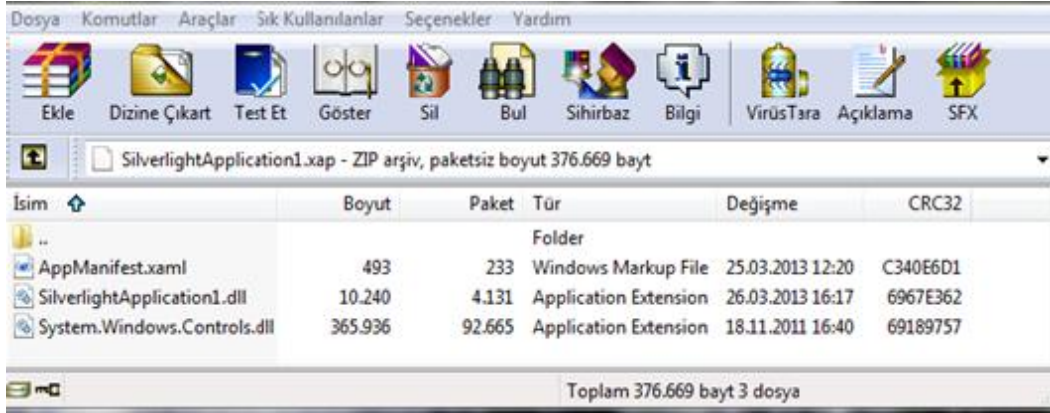 Dosya Komutlar Araçlar Sık Kullanılanlar Seçenekler Yardım
Ekle Dizine Çıkart Test Et Göster Sil Bul Sihirbaz Bilgi VirüsTara Açıklama SFX
SilverlightApplication1.xap - ZIP arşiv, paketsiz boyut 376.669 bayt
İsim Boyut Paket Tür Değişme CRC32
.. Folder
AppManifest.xaml 493 233 Windows Markup File 25.03.2013 12:20 C340E6D1
SilverlightApplication1.dll 10.240 4.131 Application Extension 26.03.2013 16:17 6967E362
System.Windows.Controls.dll 365.936 92.665 Application Extension 18.11.2011 16:40 69189757
Toplam 376.669 bayt 3 dosya